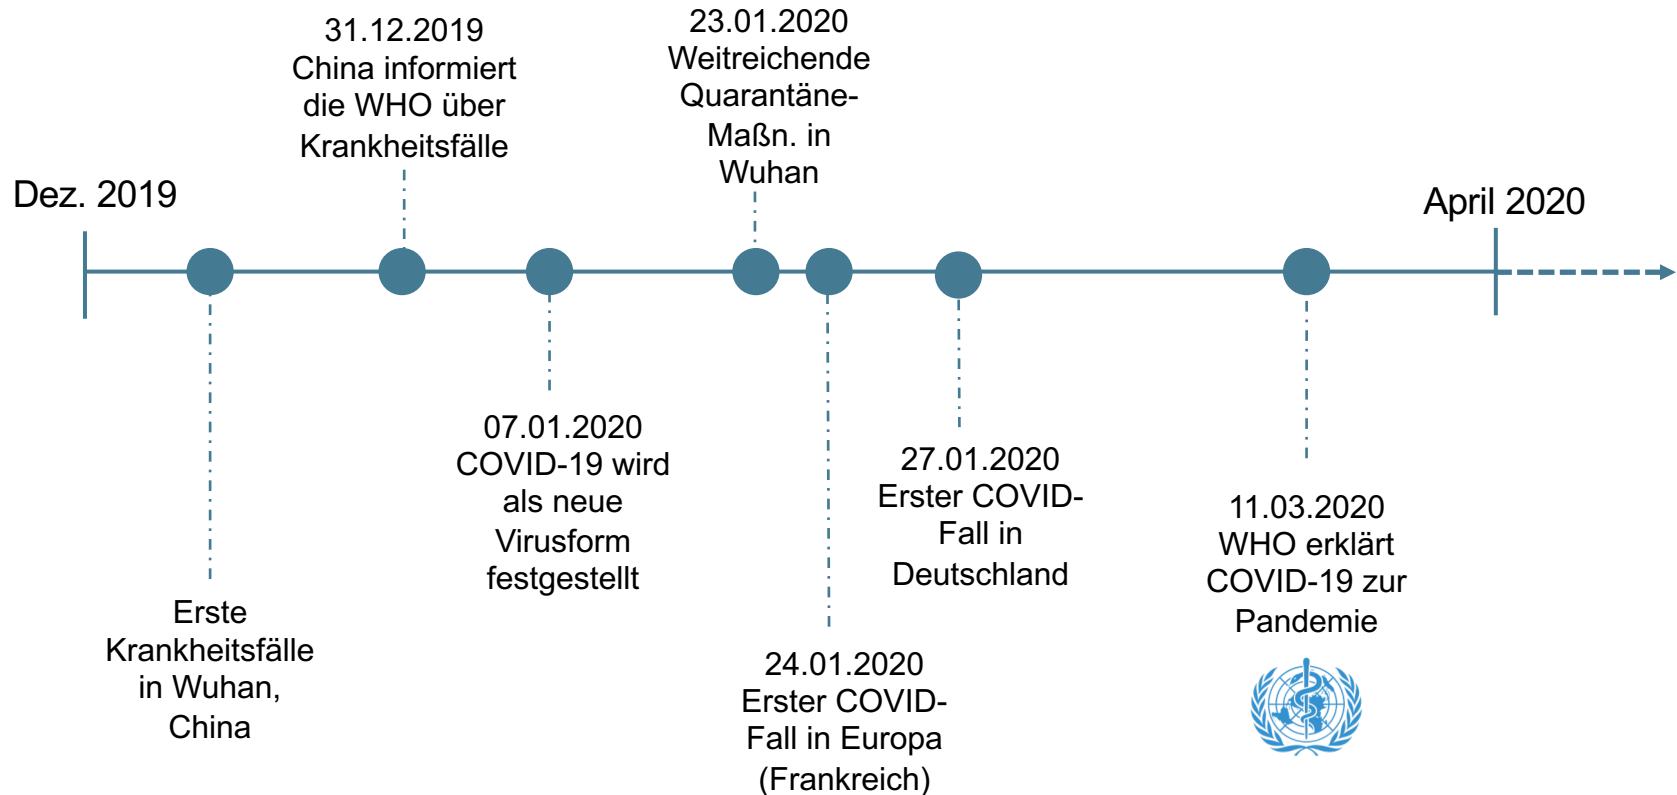 Dez. 2019
April 2020
31.12.2019
China informiert
die WHO über
Krankheitsfälle
23.01.2020
Weitreichende
Quarantäne-
Maßn. in
Wuhan
Erste
Krankheitsfälle
in Wuhan,
China
07.01.2020
COVID-19 wird
als neue
Virusform
festgestellt
24.01.2020
Erster COVID-
Fall in Europa
(Frankreich)
27.01.2020
Erster COVID-
Fall in
Deutschland
11.03.2020
WHO erklärt
COVID-19 zur
Pandemie